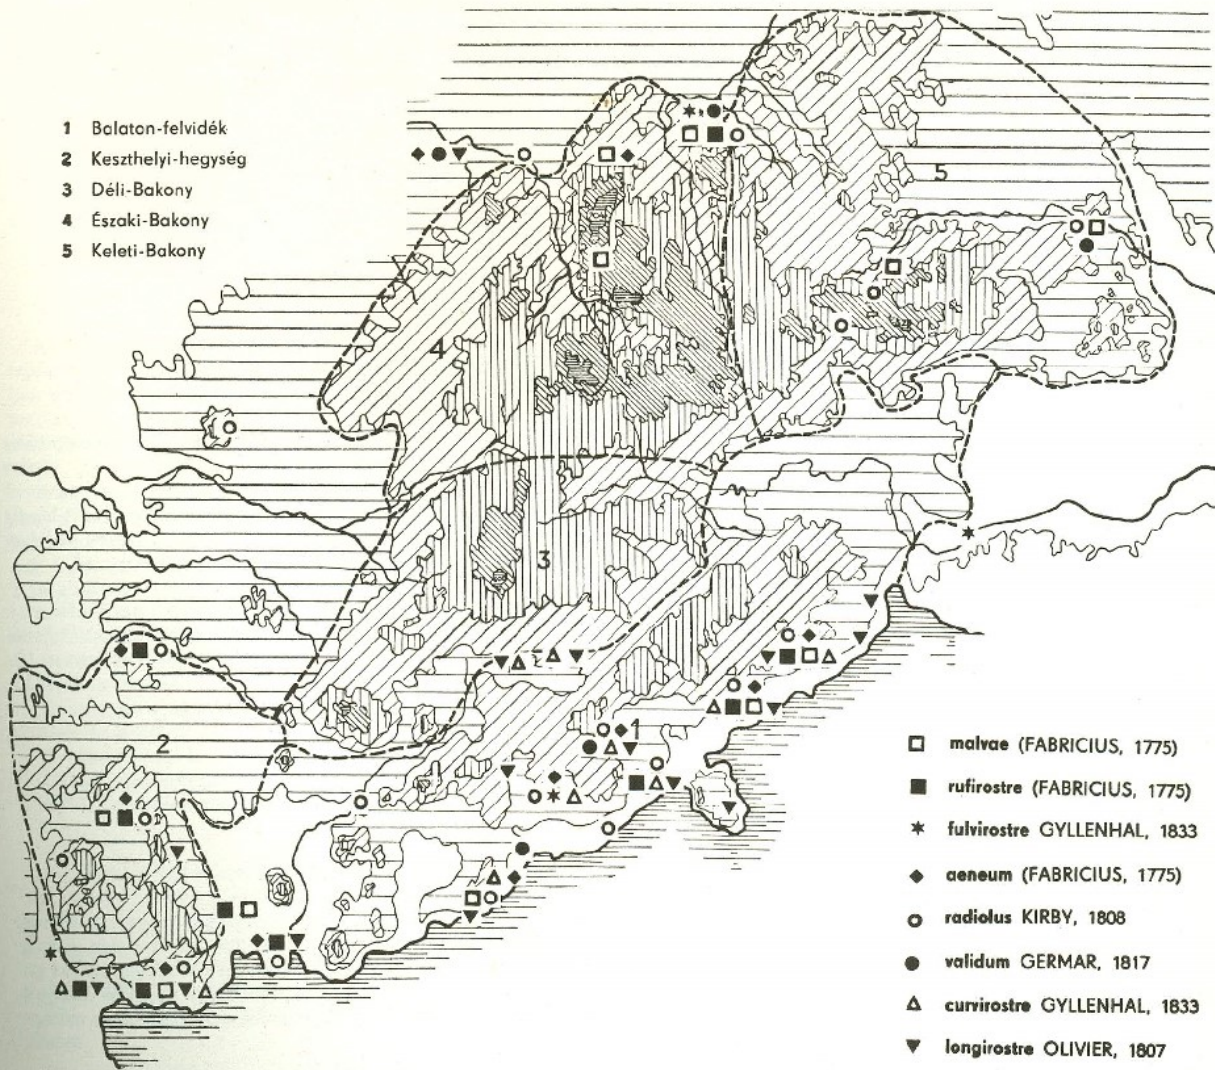 1 Balaton-felvidék
2 Keszthelyi-hegység
3 Déli-Bakony
4 Északi-Bakony
5 Keleti-Bakony
5
4
3
2
1
malvae (FABRICIUS, 1775)
rufirostre (FABRICIUS, 1775)
fulvirostre GYLLENHAL, 1833
aeneum (FABRICIUS, 1775)
radiolus KIRBY, 1808
validum GERMAR, 1817
curvirostre GYLLENHAL, 1833
longirostre OLIVIER, 1807